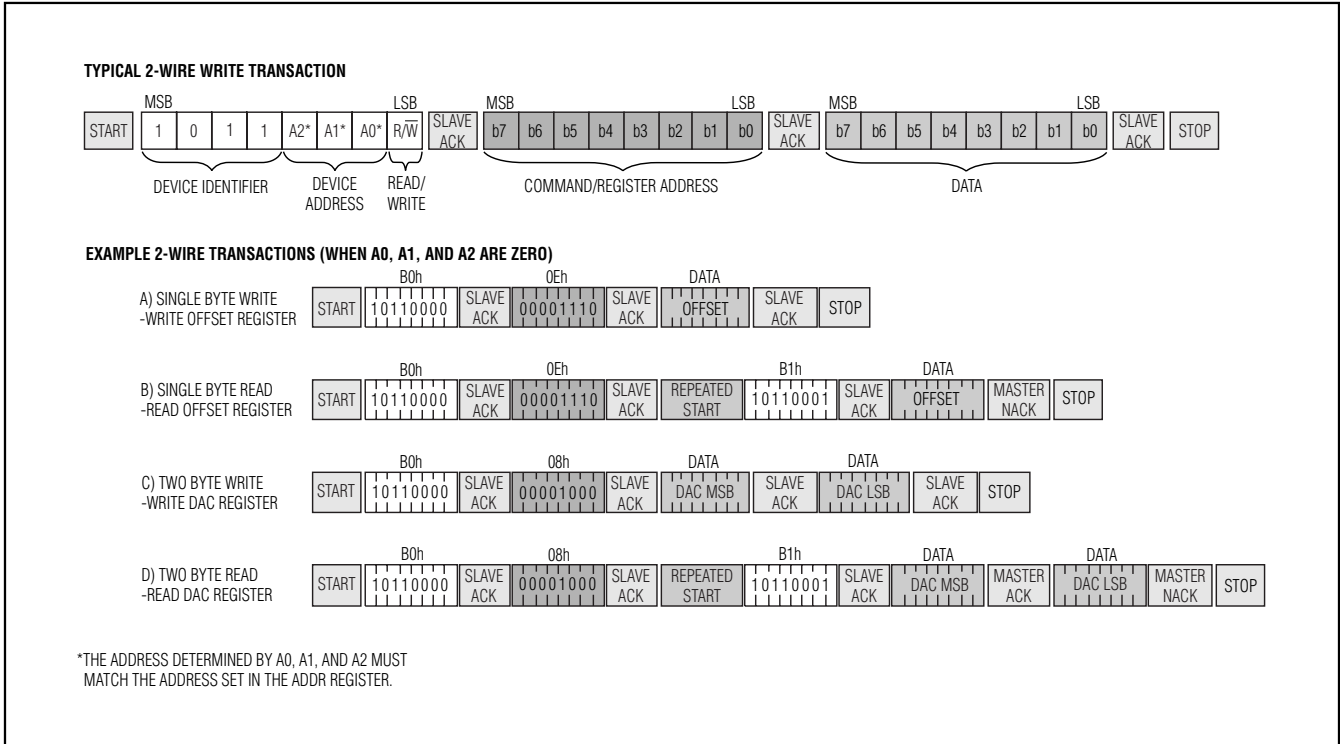 TYPICAL 2-WIRE WRITE TRANSACTION
MSB LSB MSB LSB MSB LSB
START 1 0 1 1 A2* A1* A0* R/W̅ SLAVE ACK b7 b6 b5 b4 b3 b2 b1 b0 SLAVE ACK b7 b6 b5 b4 b3 b2 b1 b0 SLAVE ACK STOP
DEVICE IDENTIFIER DEVICE ADDRESS READ/WRITE COMMAND/REGISTER ADDRESS DATA
EXAMPLE 2-WIRE TRANSACTIONS (WHEN A0, A1, AND A2 ARE ZERO)
B0h 0Eh DATA
A) SINGLE BYTE WRITE
-WRITE OFFSET REGISTER
START 10110000 SLAVE ACK 00001110 SLAVE ACK OFFSET SLAVE ACK STOP
B0h 0Eh B1h DATA
B) SINGLE BYTE READ
-READ OFFSET REGISTER
START 10110000 SLAVE ACK 00001110 SLAVE ACK REPEATED START 10110001 SLAVE ACK OFFSET MASTER NACK STOP
B0h 08h DATA DATA
C) TWO BYTE WRITE
-WRITE DAC REGISTER
START 10110000 SLAVE ACK 00001000 SLAVE ACK DAC MSB SLAVE ACK DAC LSB SLAVE ACK STOP
B0h 08h B1h DATA DATA
D) TWO BYTE READ
-READ DAC REGISTER
START 10110000 SLAVE ACK 00001000 SLAVE ACK REPEATED START 10110001 SLAVE ACK DAC MSB MASTER ACK DAC LSB MASTER NACK STOP
*THE ADDRESS DETERMINED BY A0, A1, AND A2 MUST
MATCH THE ADDRESS SET IN THE ADDR REGISTER.